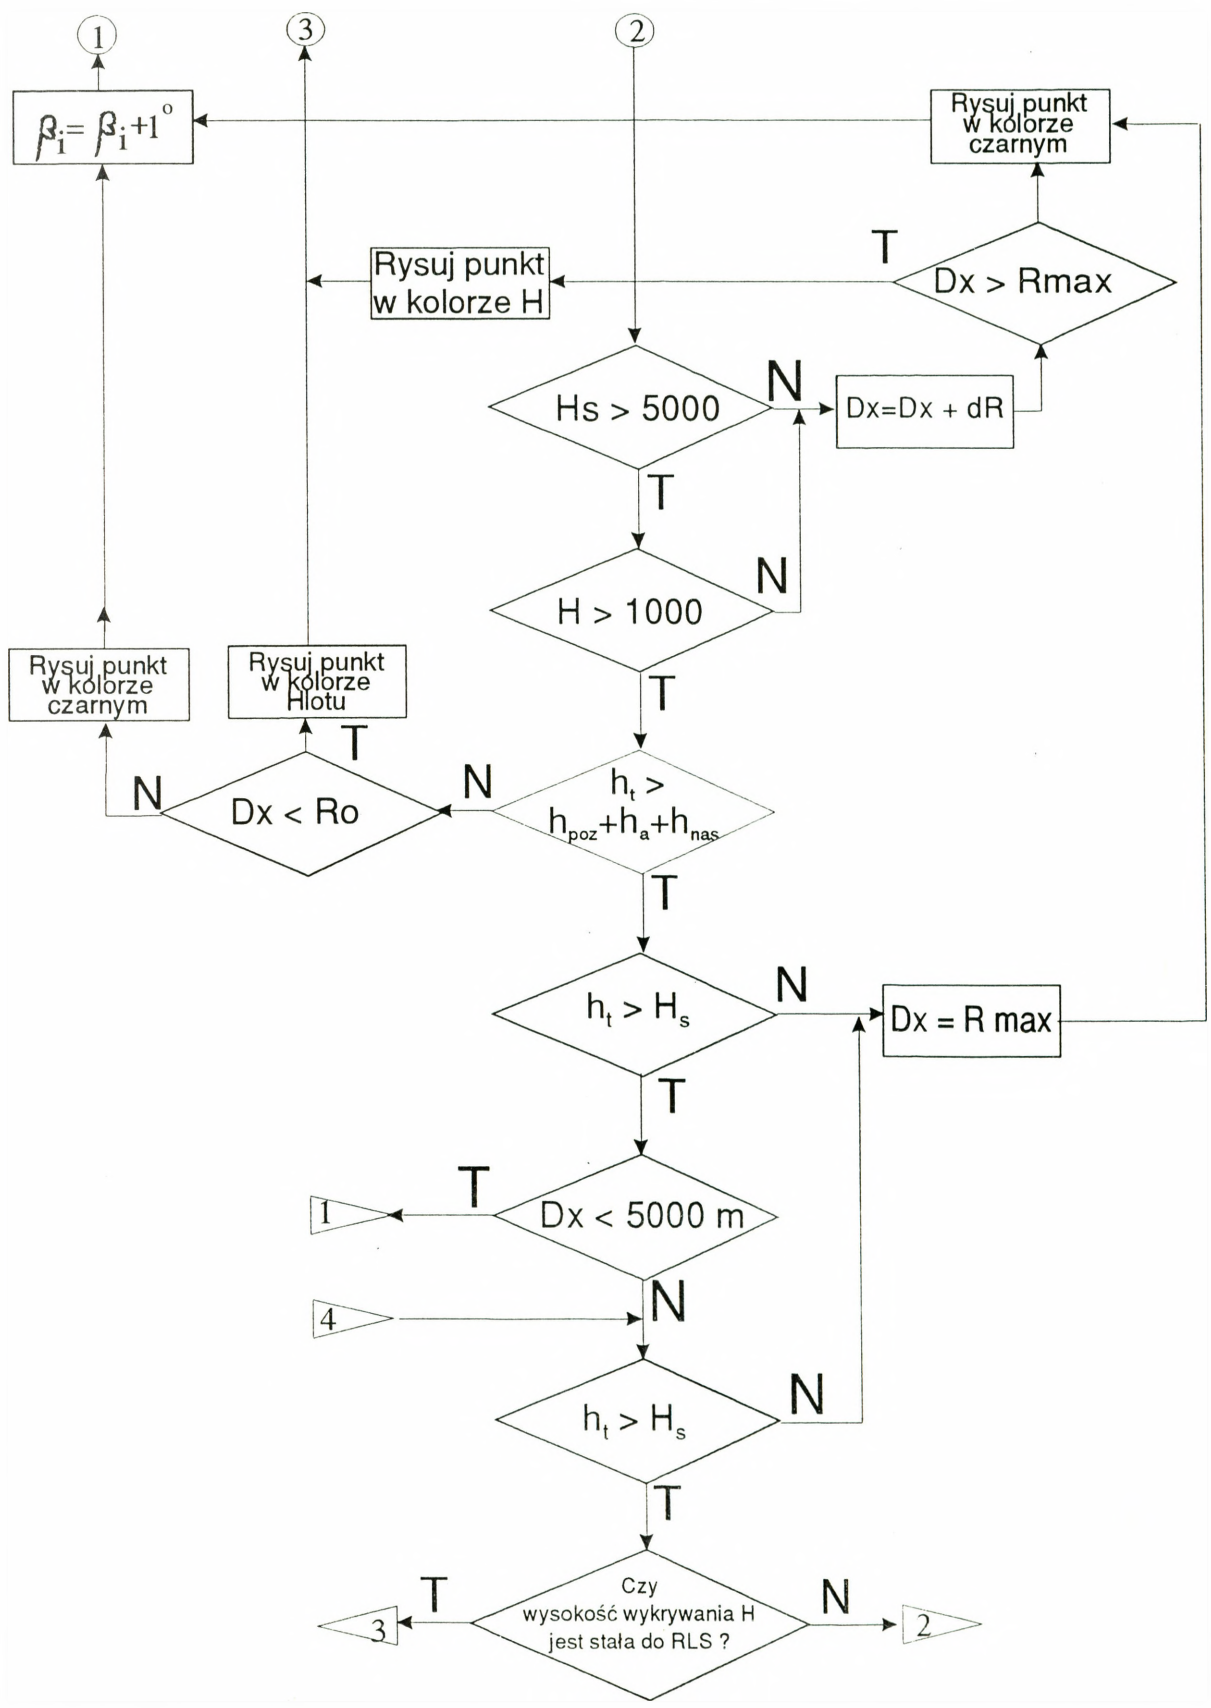 1
3
2
βi= βi+1°
Rysuj punkt
w kolorze
czarnym
T
Rysuj punkt
w kolorze H
Dx > Rmax
Hs > 5000
N
Dx=Dx + dR
T
H > 1000
N
T
Rysuj punkt
w kolorze
czarnym
Rysuj punkt
w kolorze
Hlotu
T
N
Dx < Ro
N
ht >
hpoz+ha+hnas
T
ht > Hs
N
Dx = R max
T
T
1
Dx < 5000 m
N
4
ht > Hs
N
T
Czy
wysokość wykrywania H
jest stała do RLS ?
T
3
N
2